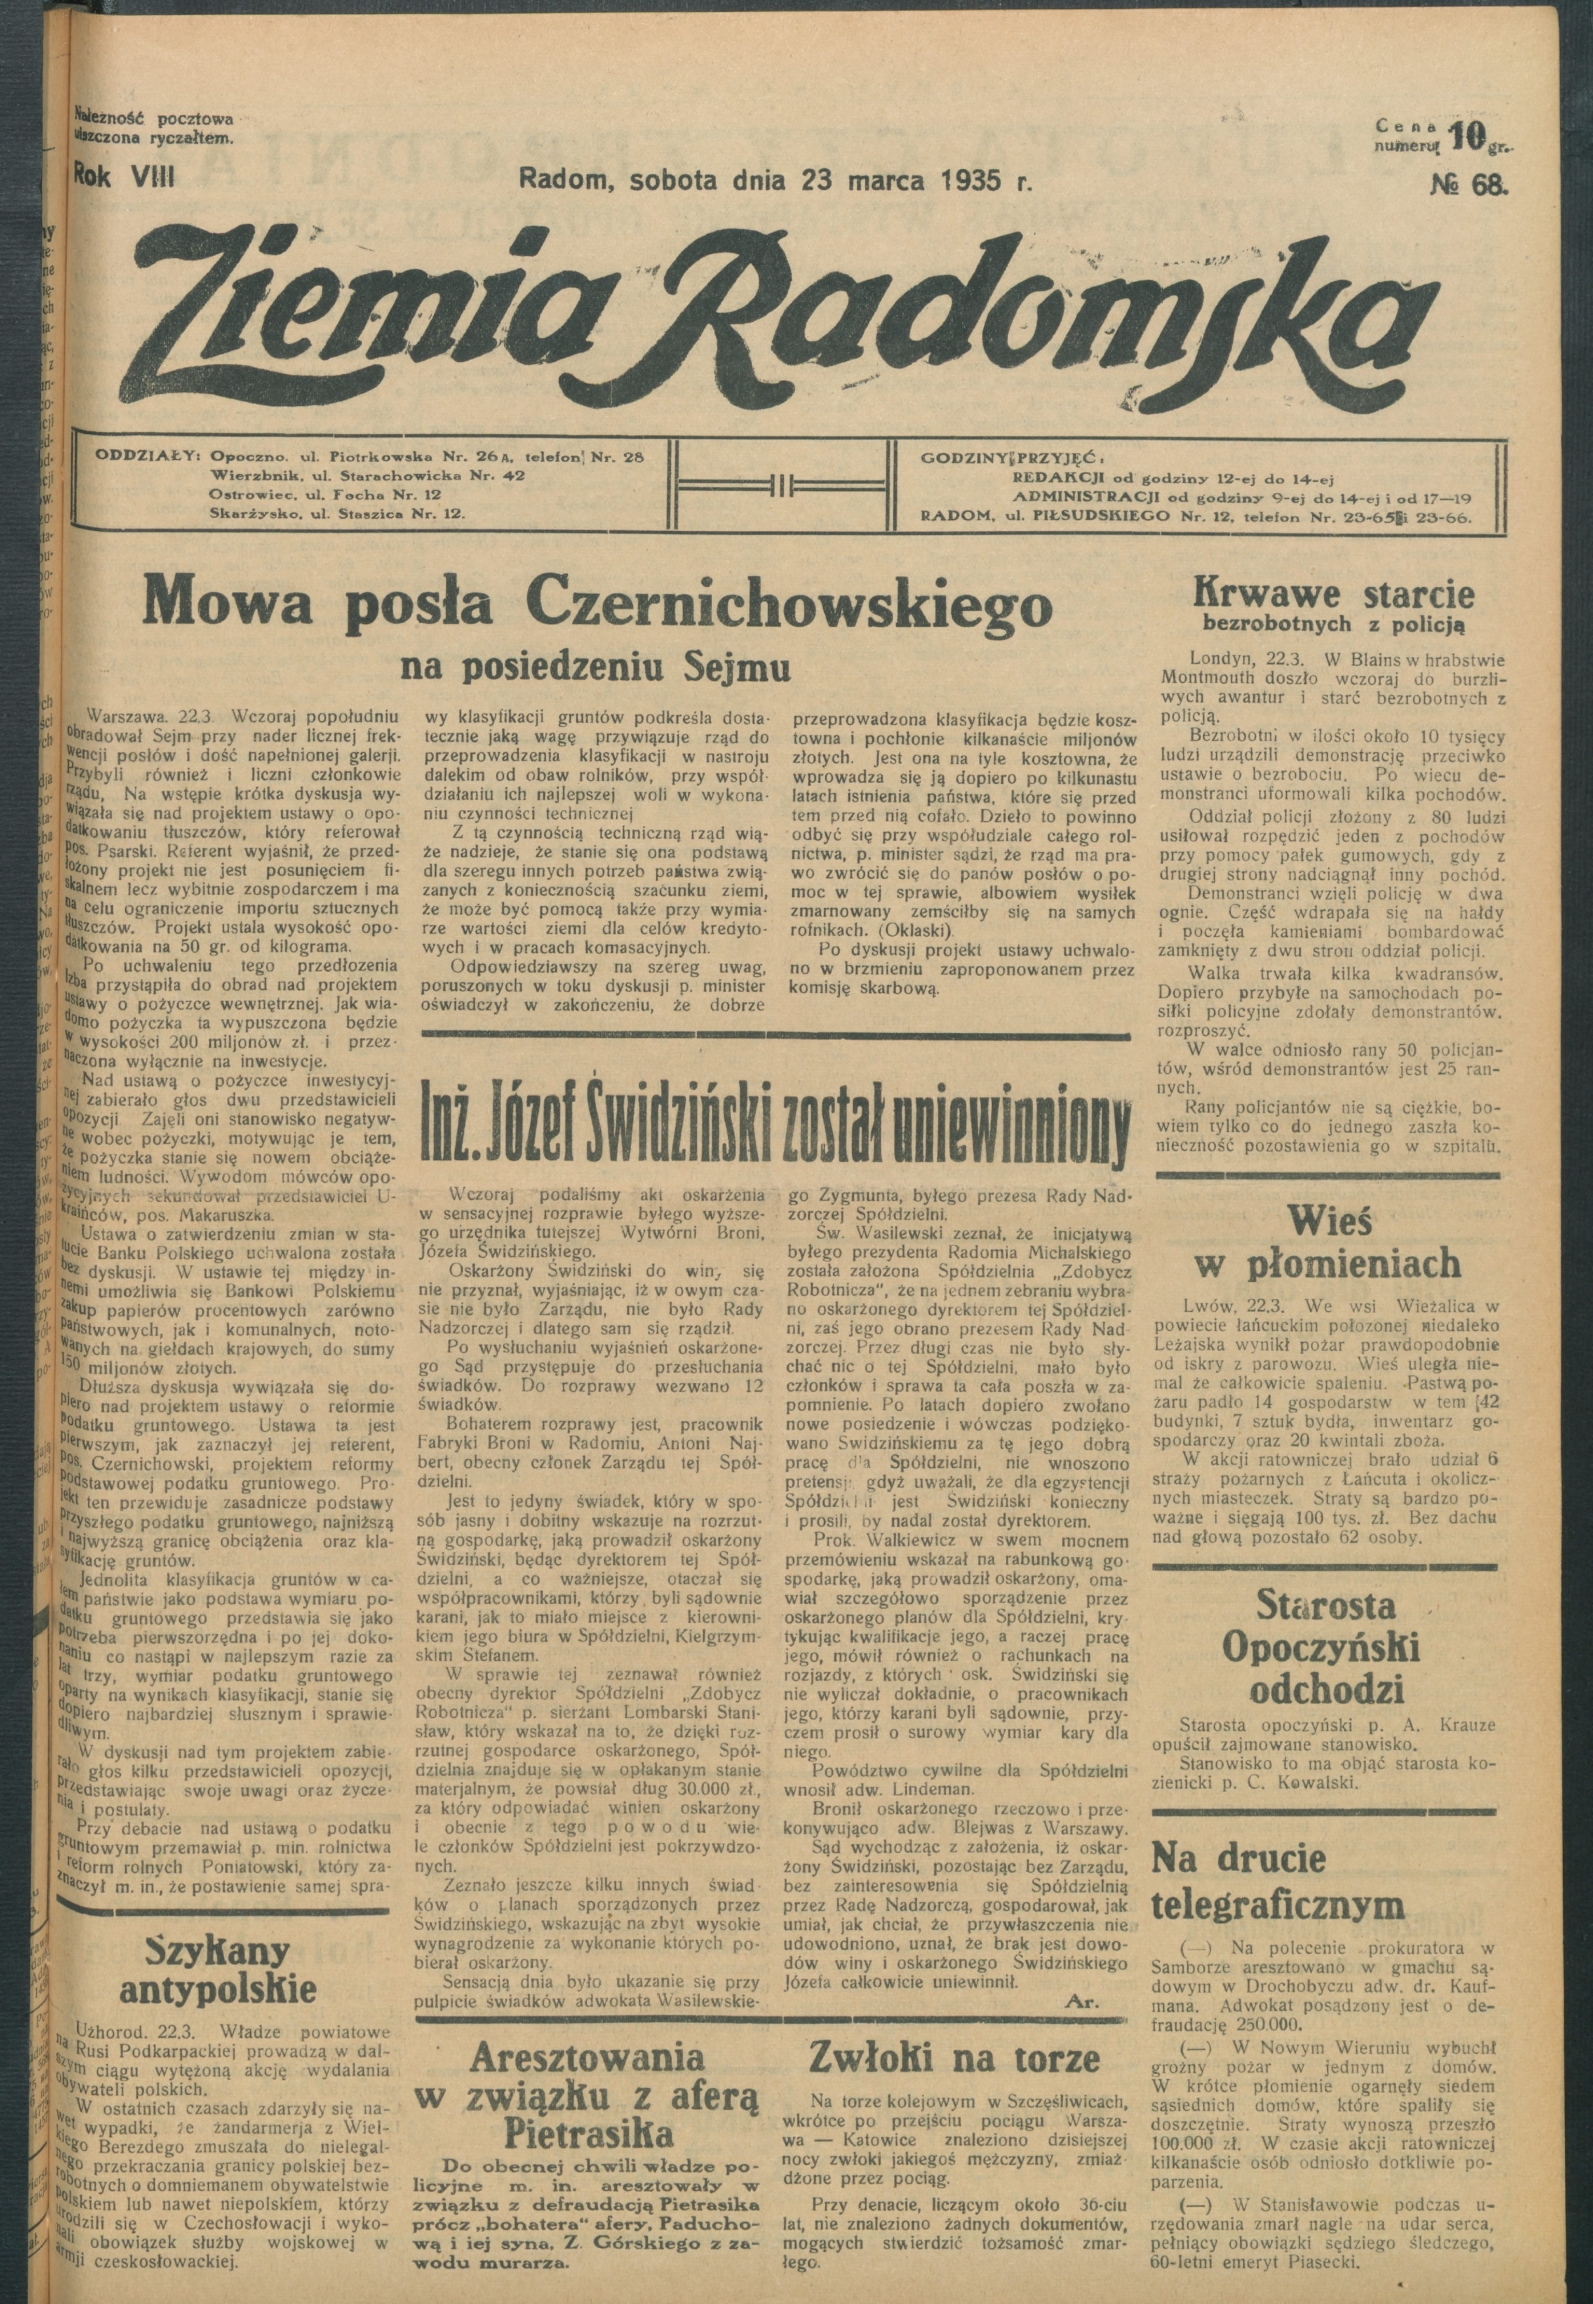 Należność pocztowa
uiszczona ryczałtem.
Rok VIII
Radom, sobota dnia 23 marca 1935 r.
Cena
numeru 10 gr.
№ 68.
Ziemia Radomska
ODDZIAŁY: Opoczno, ul. Piotrkowska Nr. 26A, telefon Nr. 28
Wierzbnik, ul. Starachowicka Nr. 42
Ostrowiec, ul. Focha Nr. 12
Skarżysko, ul. Staszica Nr. 12.
GODZINY PRZYJĘĆ:
REDAKCJI od godziny 12-ej do 14-ej
ADMINISTRACJI od godziny 9-ej do 14-ej i od 17—19
RADOM, ul. PIŁSUDSKIEGO Nr. 12, telefon Nr. 23-65 i 23-66.
Mowa posła Czernichowskiego
na posiedzeniu Sejmu
Warszawa. 22.3. Wczoraj popołudniu
obradował Sejm przy nader licznej frek-
wencji posłów i dość napełnionej galerji.
Przybyli również i liczni członkowie
rządu, Na wstępie krótka dyskusja wy-
wiązała się nad projektem ustawy o opo-
datkowaniu tłuszczów, który referował
pos. Psarski. Referent wyjaśnił, że przed-
łożony projekt nie jest posunięciem fi-
skalnem lecz wybitnie zospodarczem i ma
na celu ograniczenie importu sztucznych
tłuszczów. Projekt ustala wysokość opo-
datkowania na 50 gr. od kilograma.
Po uchwaleniu tego przedłozenia
Izba przystąpiła do obrad nad projektem
ustawy o pożyczce wewnętrznej. Jak wia-
domo pożyczka ta wypuszczona będzie
w wysokości 200 miljonów zł. i przez-
naczona wyłącznie na inwestycje.
Nad ustawą o pożyczce inwestycyj-
nej zabierało głos dwu przedstawicieli
opozycji. Zajęli oni stanowisko negatyw-
ne wobec pożyczki, motywując je tem,
że pożyczka stanie się nowem obciąże-
niem ludności. Wywodom mówców opo-
zycyjnych sekundował przedstawiciel U-
kraińców, pos. Makaruszka.
Ustawa o zatwierdzeniu zmian w sta-
tucie Banku Polskiego uchwalona została
bez dyskusji. W ustawie tej między in-
nemi umożliwia się Bankowi Polskiemu
zakup papierów procentowych zarówno
państwowych, jak i komunalnych, noto-
wanych na giełdach krajowych, do sumy
150 miljonów złotych.
Dłuższa dyskusja wywiązała się do-
piero nad projektem ustawy o reformie
podatku gruntowego. Ustawa ta jest
pierwszym, jak zaznaczył jej referent,
pos. Czernichowski, projektem reformy
podstawowej podatku gruntowego. Pro-
jekt ten przewiduje zasadnicze podstawy
przyszłego podatku gruntowego, najniższą
i najwyższą granicę obciążenia oraz kla-
syfikację gruntów.
Jednolita klasyfikacja gruntów w ca-
łem państwie jako podstawa wymiaru po-
datku gruntowego przedstawia się jako
potrzeba pierwszorzędna i po jej doko-
naniu co nastąpi w najlepszym razie za
lat trzy, wymiar podatku gruntowego
oparty na wynikach klasyfikacji, stanie się
dopiero najbardziej słusznym i sprawie-
dliwym.
W dyskusji nad tym projektem zabie-
rało głos kilku przedstawicieli opozycji,
przedstawiając swoje uwagi oraz życze-
nia i postulaty.
Przy debacie nad ustawą o podatku
gruntowym przemawiał p. min. rolnictwa
i reform rolnych Poniatowski, który za-
znaczył m. in., że postawienie samej spra-
wy klasyfikacji gruntów podkreśla dosta-
tecznie jaką wagę przywiązuje rząd do
przeprowadzenia klasyfikacji w nastroju
dalekim od obaw rolników, przy współ-
działaniu ich najlepszej woli w wykona-
niu czynności technicznej
Z tą czynnością techniczną rząd wią-
że nadzieje, że stanie się ona podstawą
dla szeregu innych potrzeb państwa zwią-
zanych z koniecznością szacunku ziemi,
że może być pomocą także przy wymia-
rze wartości ziemi dla celów kredyto-
wych i w pracach komasacyjnych.
Odpowiedziawszy na szereg uwag,
poruszonych w toku dyskusji p. minister
oświadczył w zakończeniu, że dobrze
przeprowadzona klasyfikacja będzie kosz-
towna i pochłonie kilkanaście miljonów
złotych. Jest ona na tyle kosztowna, że
wprowadza się ją dopiero po kilkunastu
latach istnienia państwa, które się przed
tem przed nią cofało. Dzieło to powinno
odbyć się przy współudziale całego rol-
nictwa, p. minister sądzi, że rząd ma pra-
wo zwrócić się do panów posłów o po-
moc w tej sprawie, albowiem wysiłek
zmarnowany zemściłby się na samych
rofnikach. (Oklaski).
Po dyskusji projekt ustawy uchwalo-
no w brzmieniu zaproponowanem przez
komisję skarbową.
Inż. Józef Świdziński został uniewinniony
Wczoraj podaliśmy akt oskarżenia
w sensacyjnej rozprawie byłego wyższe-
go urzędnika tutejszej Wytwórni Broni,
Józefa Świdzińskiego.
Oskarżony Świdziński do winy się
nie przyznał, wyjaśniając, iż w owym cza-
sie nie było Zarządu, nie było Rady
Nadzorczej i dlatego sam się rządził.
Po wysłuchaniu wyjaśnień oskarżone-
go Sąd przystępuje do przesłuchania
świadków. Do rozprawy wezwano 12
świadków.
Bohaterem rozprawy jest, pracownik
Fabryki Broni w Radomiu, Antoni Naj-
bert, obecny członek Zarządu tej Spół-
dzielni.
Jest to jedyny świadek, który w spo-
sób jasny i dobitny wskazuje na rozrzut-
ną gospodarkę, jaką prowadził oskarżony
Świdziński, będąc dyrektorem tej Spół-
dzielni, a co ważniejsze, otaczał się
współpracownikami, którzy byli sądownie
karani, jak to miało miejsce z kierowni-
kiem jego biura w Spółdzielni, Kielgrzym-
skim Stefanem.
W sprawie tej zeznawał również
obecny dyrektor Spółdzielni „Zdobycz
Robotnicza" p. sierżant Lombarski Stani-
sław, który wskazał na to, że dzięki roz-
rzutnej gospodarce oskarżonego, Spół-
dzielnia znajduje się w opłakanym stanie
materjalnym, że powstał dług 30.000 zł.,
za który odpowiadać winien oskarżony
i obecnie z tego powodu wie-
le członków Spółdzielni jest pokrzywdzo-
nych.
Zeznało jeszcze kilku innych świad-
ków o planach sporządzonych przez
Świdzińskiego, wskazując na zbyt wysokie
wynagrodzenie za wykonanie których po-
bierał oskarżony.
Sensacją dnia było ukazanie się przy
pulpicie świadków adwokata Wasilewskie-
go Zygmunta, byłego prezesa Rady Nad-
zorczej Spółdzielni.
Św. Wasilewski zeznał, że inicjatywą
byłego prezydenta Radomia Michalskiego
została założona Spółdzielnia „Zdobycz
Robotnicza", że na jednem zebraniu wybra-
no oskarżonego dyrektorem tej Spółdziel-
ni, zaś jego obrano prezesem Rady Nad-
zorczej. Przez długi czas nie było sły-
chać nic o tej Spółdzielni, mało było
członków i sprawa ta cała poszła w za-
pomnienie. Po latach dopiero zwołano
nowe posiedzenie i wówczas podzięko-
wano Swidzińskiemu za tę jego dobrą
pracę dla Spółdzielni, nie wnoszono
pretensji gdyż uważali, że dla egzystencji
Spółdzielni jest Świdziński konieczny
i prosili, by nadal został dyrektorem.
Prok. Walkiewicz w swem mocnem
przemówieniu wskazał na rabunkową go-
spodarkę, jaką prowadził oskarżony, oma-
wiał szczegółowo sporządzenie przez
oskarżonego planów dla Spółdzielni, kry-
tykując kwalifikacje jego, a raczej pracę
jego, mówił również o rachunkach na
rozjazdy, z których osk. Świdziński się
nie wyliczał dokładnie, o pracownikach
jego, którzy karani byli sądownie, przy-
czem prosił o surowy wymiar kary dla
niego.
Powództwo cywilne dla Spółdzielni
wnosił adw. Lindeman.
Bronił oskarżonego rzeczowo i prze-
konywująco adw. Blejwas z Warszawy.
Sąd wychodząc z założenia, iż oskar-
żony Świdziński, pozostając bez Zarządu,
bez zainteresowenia się Spółdzielnią
przez Radę Nadzorczą, gospodarował, jak
umiał, jak chciał, że przywłaszczenia nie
udowodniono, uznał, że brak jest dowo-
dów winy i oskarżonego Świdzińskiego
Józefa całkowicie uniewinnił.
Ar.
Krwawe starcie
bezrobotnych z policją
Londyn, 22.3. W Blains w hrabstwie
Montmouth doszło wczoraj do burzli-
wych awantur i starć bezrobotnych z
policją.
Bezrobotni w ilości około 10 tysięcy
ludzi urządzili demonstrację przeciwko
ustawie o bezrobociu. Po wiecu de-
monstranci uformowali kilka pochodów.
Oddział policji złożony z 80 ludzi
usiłował rozpędzić jeden z pochodów
przy pomocy pałek gumowych, gdy z
drugiej strony nadciągnął inny pochód.
Demonstranci wzięli policję w dwa
ognie. Część wdrapała się na hałdy
i poczęła kamieniami bombardować
zamknięty z dwu stron oddział policji.
Walka trwała kilka kwadransów.
Dopiero przybyłe na samochodach po-
siłki policyjne zdołały demonstrantów.
rozproszyć.
W walce odniosło rany 50 policjan-
tów, wśród demonstrantów jest 25 ran-
nych.
Rany policjantów nie są ciężkie, bo-
wiem tylko co do jednego zaszła ko-
nieczność pozostawienia go w szpitalu.
Wieś
w płomieniach
Lwów, 22.3. We wsi Wieżalica w
powiecie łańcuckim położonej niedaleko
Leżajska wynikł pożar prawdopodobnie
od iskry z parowozu. Wieś uległa nie-
mal że całkowicie spaleniu. Pastwą po-
żaru padło 14 gospodarstw w tem [42
budynki, 7 sztuk bydła, inwentarz go-
spodarczy oraz 20 kwintali zboża.
W akcji ratowniczej brało udział 6
straży pożarnych z Łańcuta i okolicz-
nych miasteczek. Straty są bardzo po-
ważne i sięgają 100 tys. zł. Bez dachu
nad głową pozostało 62 osoby.
Starosta
Opoczyński
odchodzi
Starosta opoczyński p. A. Krauze
opuścił zajmowane stanowisko.
Stanowisko to ma objąć starosta ko-
zienicki p. C. Kowalski.
Na drucie
telegraficznym
(—) Na polecenie prokuratora w
Samborze aresztowano w gmachu są-
dowym w Drochobyczu adw. dr. Kauf-
mana. Adwokat posądzony jest o de-
fraudację 250.000.
(—) W Nowym Wieruniu wybuchł
groźny pożar w jednym z domów.
W krótce płomienie ogarnęły siedem
sąsiednich domów, które spaliły się
doszczętnie. Straty wynoszą przeszło
100.000 zł. W czasie akcji ratowniczej
kilkanaście osób odniosło dotkliwie po-
parzenia.
(—) W Stanisławowie podczas u-
rzędowania zmarł nagle na udar serca,
pełniący obowiązki sędziego śledczego,
60-letni emeryt Piasecki.
Szykany
antypolskie
Użhorod. 22.3. Władze powiatowe
na Rusi Podkarpackiej prowadzą w dal-
szym ciągu wytężoną akcję wydalania
obywateli polskich.
W ostatnich czasach zdarzyły się na-
wet wypadki, że żandarmerja z Wiel-
kiego Berezdego zmuszała do nielegal-
nego przekraczania granicy polskiej bez-
robotnych o domniemanem obywatelstwie
polskiem lub nawet niepolskiem, którzy
urodzili się w Czechosłowacji i wyko-
nali obowiązek służby wojskowej w
armji czeskosłowackiej.
Aresztowania
w związku z aferą
Pietrasika
Do obecnej chwili władze po-
licyjne m. in. aresztowały w
związku z defraudacją Pietrasika
prócz „bohatera" afery, Paducho-
wą i iej syna, Z. Górskiego z za-
wodu murarza.
Zwłoki na torze
Na torze kolejowym w Szczęśliwicach,
wkrótce po przejściu pociągu Warsza-
wa — Katowice znaleziono dzisiejszej
nocy zwłoki jakiegoś mężczyzny, zmiaż-
dżone przez pociąg.
Przy denacie, liczącym około 36-ciu
lat, nie znaleziono żadnych dokumentów,
mogących stwierdzić tożsamość zmar-
łego.